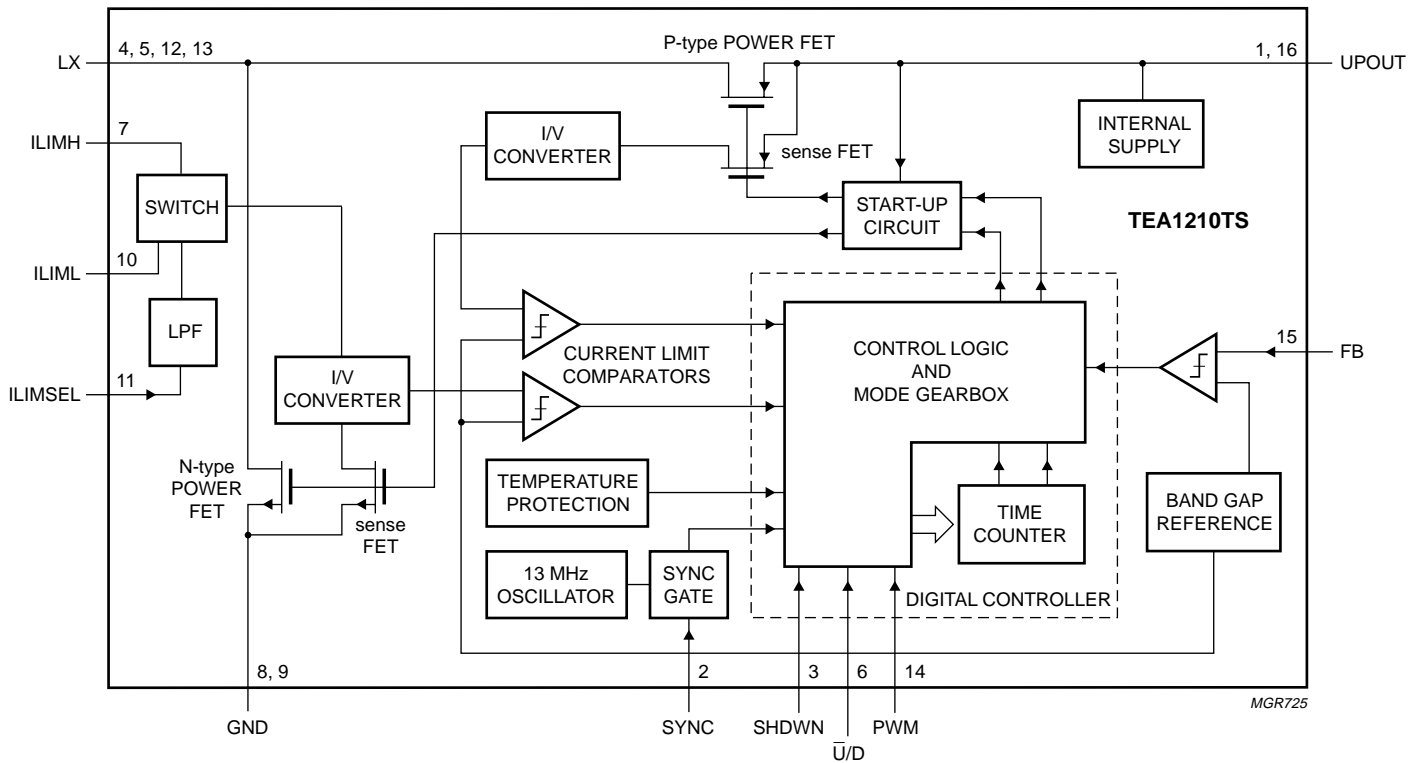 P-type POWER FET
LX
4, 5, 12, 13
1, 16
UPOUT
ILIMH
7
I/V
CONVERTER
sense FET
INTERNAL
SUPPLY
SWITCH
START-UP
CIRCUIT
TEA1210TS
ILIML
10
LPF
ILIMSEL
11
I/V
CONVERTER
CURRENT LIMIT
COMPARATORS
CONTROL LOGIC
AND
MODE GEARBOX
15
FB
N-type
POWER
FET
sense
FET
TEMPERATURE
PROTECTION
TIME
COUNTER
BAND GAP
REFERENCE
13 MHz
OSCILLATOR
SYNC
GATE
DIGITAL CONTROLLER
8, 9
2
3
6
14
MGR725
GND
SYNC
SHDWN
U̅/D
PWM